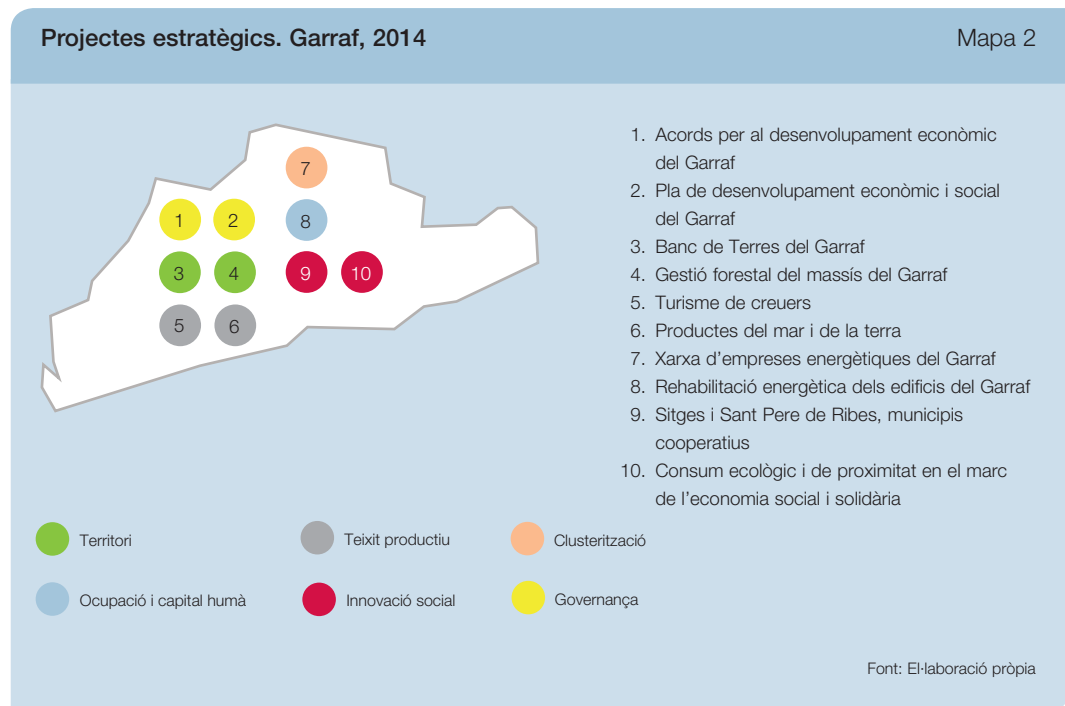 Projectes estratègics. Garraf, 2014
Mapa 2
7
1
2
8
3
4
9
10
5
6
1. Acords per al desenvolupament econòmic
del Garraf
2. Pla de desenvolupament econòmic i social
del Garraf
3. Banc de Terres del Garraf
4. Gestió forestal del massís del Garraf
5. Turisme de creuers
6. Productes del mar i de la terra
7. Xarxa d'empreses energètiques del Garraf
8. Rehabilitació energètica dels edificis del Garraf
9. Sitges i Sant Pere de Ribes, municipis
cooperatius
10. Consum ecològic i de proximitat en el marc
de l'economia social i solidària
Territori
Teixit productiu
Clusterització
Ocupació i capital humà
Innovació social
Governança
Font: El·laboració pròpia